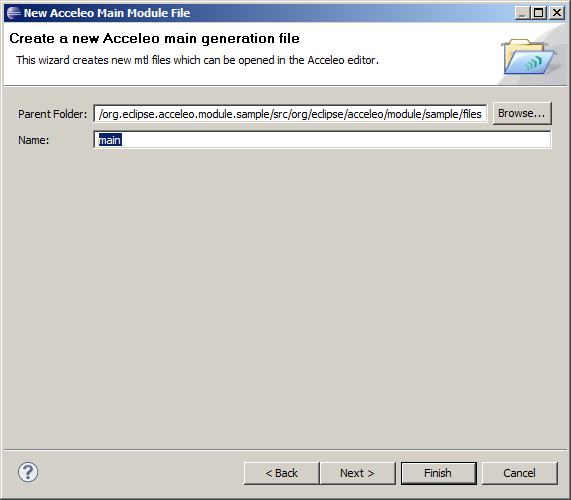 New Acceleo Main Module File
Create a new Acceleo main generation file
This wizard creates new mtl files which can be opened in the Acceleo editor.
Parent Folder: /org.eclipse.acceleo.module.sample/src/org/eclipse/acceleo/module/sample/files Browse...
Name: main
? < Back Next > Finish Cancel